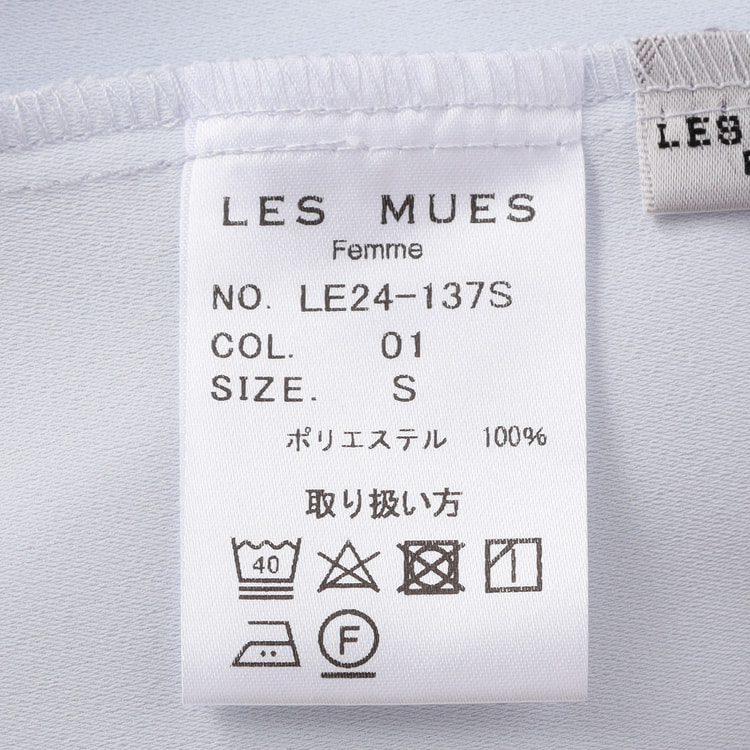 LES MUES
Femme
NO. LE24-137S
COL. 01
SIZE. S
ポリエステル 100%
取り扱い方
40
F
LES